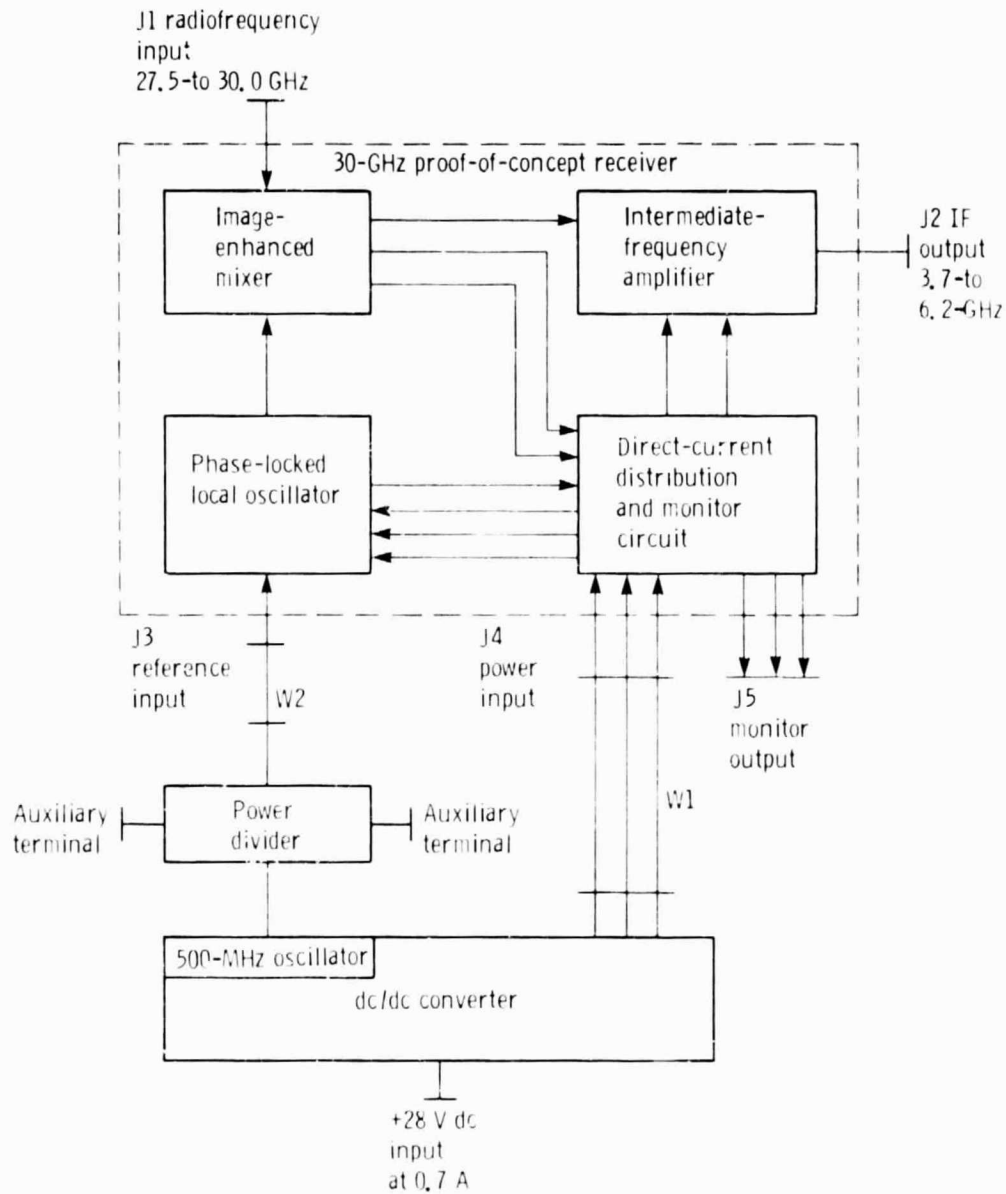 J1 radiofrequency
input
27.5-to 30.0 GHz
30-GHz proof-of-concept receiver
Image-
enhanced
mixer
Intermediate-
frequency
amplifier
J2 IF
output
3.7-to
6.2-GHz
Phase-locked
local oscillator
Direct-current
distribution
and monitor
circuit
J3
reference
input
W2
J4
power
input
J5
monitor
output
W1
Auxiliary
terminal
Power
divider
Auxiliary
terminal
500-MHz oscillator
dc/dc converter
+28 V dc
input
at 0.7 A